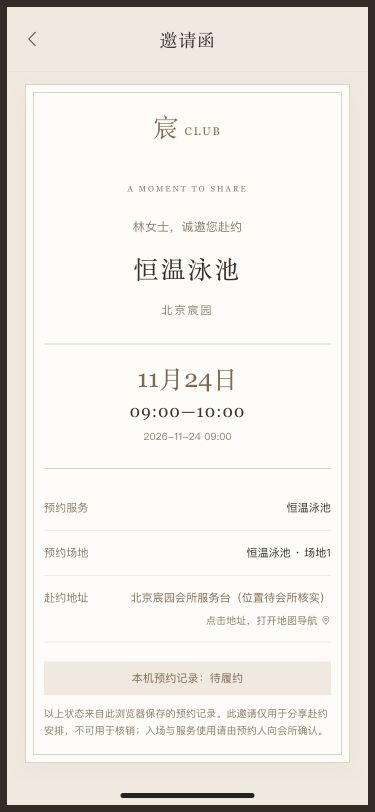 邀请函
宸 CLUB
A MOMENT TO SHARE
林女士，诚邀您赴约
恒温泳池
北京宸园
11月24日
09:00—10:00
2026-11-24 09:00
预约服务 恒温泳池
预约场地 恒温泳池 · 场地1
赴约地址 北京宸园会所服务台（位置待会所核实）
点击地址，打开地图导航
本机预约记录：待履约
以上状态来自此浏览器保存的预约记录。此邀请仅用于分享赴约
安排，不可用于核销；入场与服务使用请由预约人向会所确认。